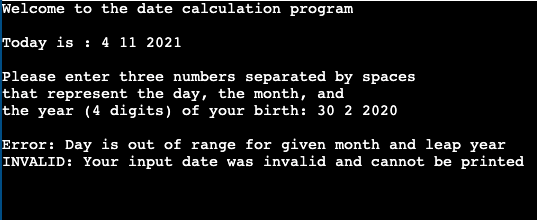 Welcome to the date calculation program
Today is : 4 11 2021
Please enter three numbers separated by spaces
that represent the day, the month, and
the year (4 digits) of your birth: 30 2 2020
Error: Day is out of range for given month and leap year
INVALID: Your input date was invalid and cannot be printed